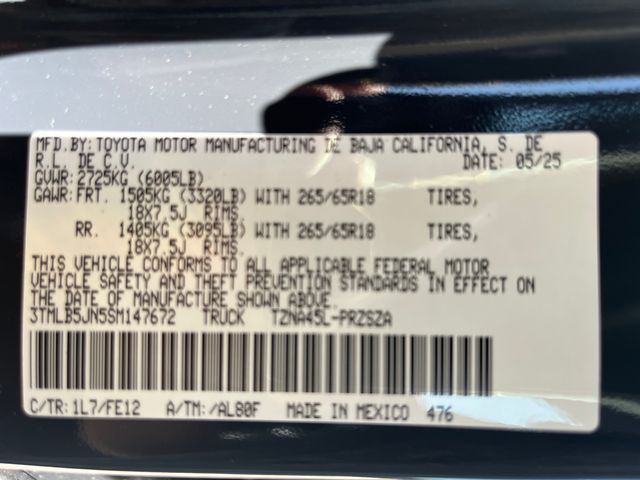 MFD.BY:TOYOTA MOTOR MANUFACTURING DE BAJA CALIFORNIA, S. DE
R.L. DE C.V. DATE: 05/25
GVWR:2725KG (6005LB)
GAWR:FRT. 1505KG (3320LB) WITH 265/65R18 TIRES,
18X7.5J RIMS.
RR. 1405KG (3095LB) WITH 265/65R18 TIRES,
18X7.5J RIMS.
THIS VEHICLE CONFORMS TO ALL APPLICABLE FEDERAL MOTOR
VEHICLE SAFETY AND THEFT PREVENTION STANDARDS IN EFFECT ON
THE DATE OF MANUFACTURE SHOWN ABOVE.
3TMLB5JN5SM147672 TRUCK TZNA45L-PRZSZA
C/TR:1L7/FE12 A/TM:/AL80F MADE IN MEXICO 476